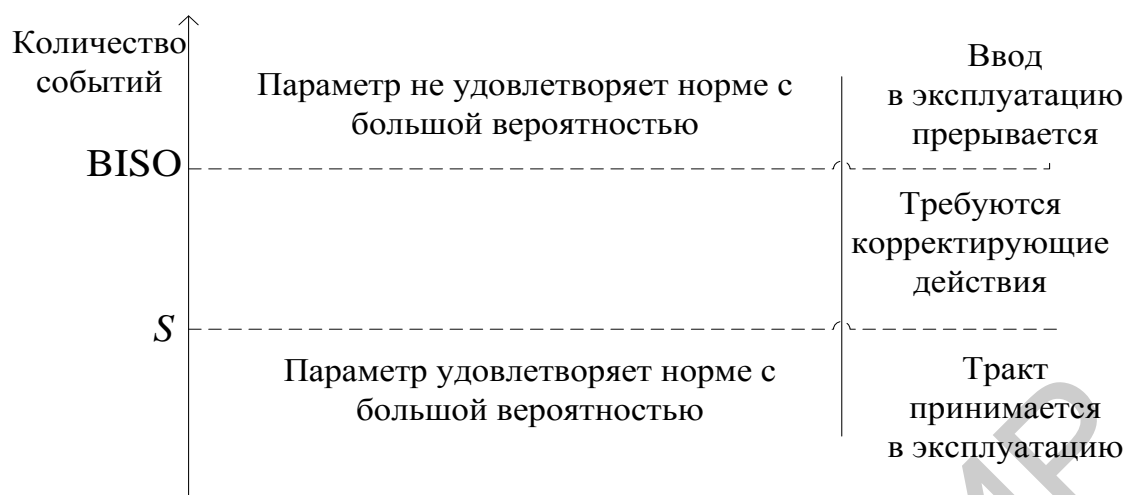 Количество
событий
Параметр не удовлетворяет норме с
большой вероятностью
Ввод
в эксплуатацию
прерывается
BISO
Требуются
корректирующие
действия
S
Параметр удовлетворяет норме с
большой вероятностью
Тракт
принимается
в эксплуатацию